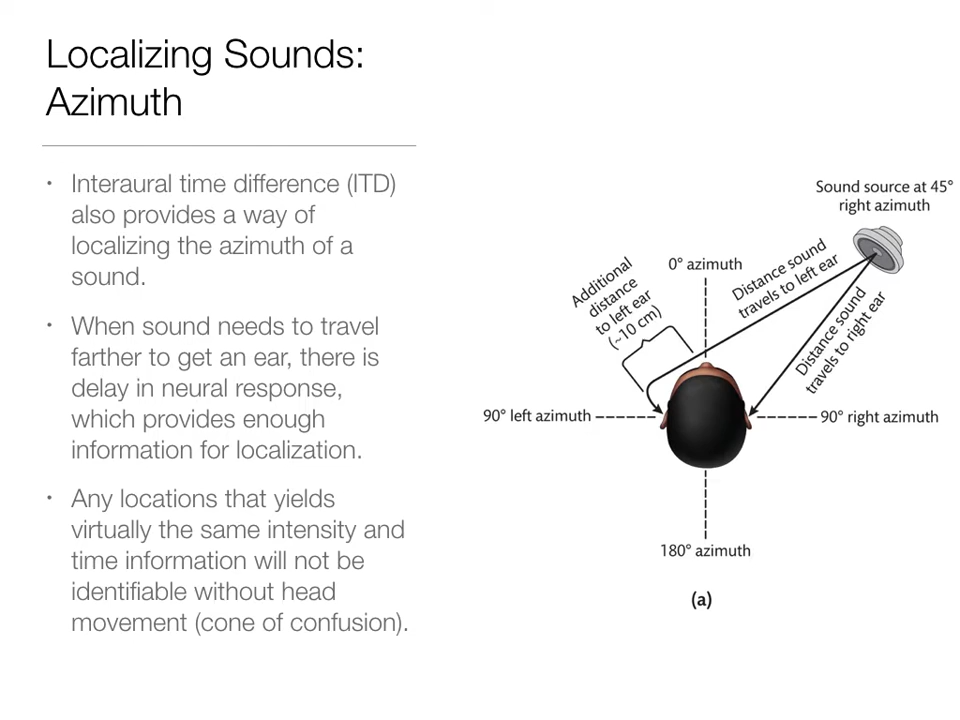 Localizing Sounds:
Azimuth
• Interaural time difference (ITD)
also provides a way of
localizing the azimuth of a
sound.
• When sound needs to travel
farther to get an ear, there is
delay in neural response,
which provides enough
information for localization.
• Any locations that yields
virtually the same intensity and
time information will not be
identifiable without head
movement (cone of confusion).
Sound source at 45°
right azimuth
0° azimuth
Distance sound
travels to left ear
Additional
distance
to left ear
(~10 cm)
Distance sound
travels to right ear
90° left azimuth
90° right azimuth
180° azimuth
(a)